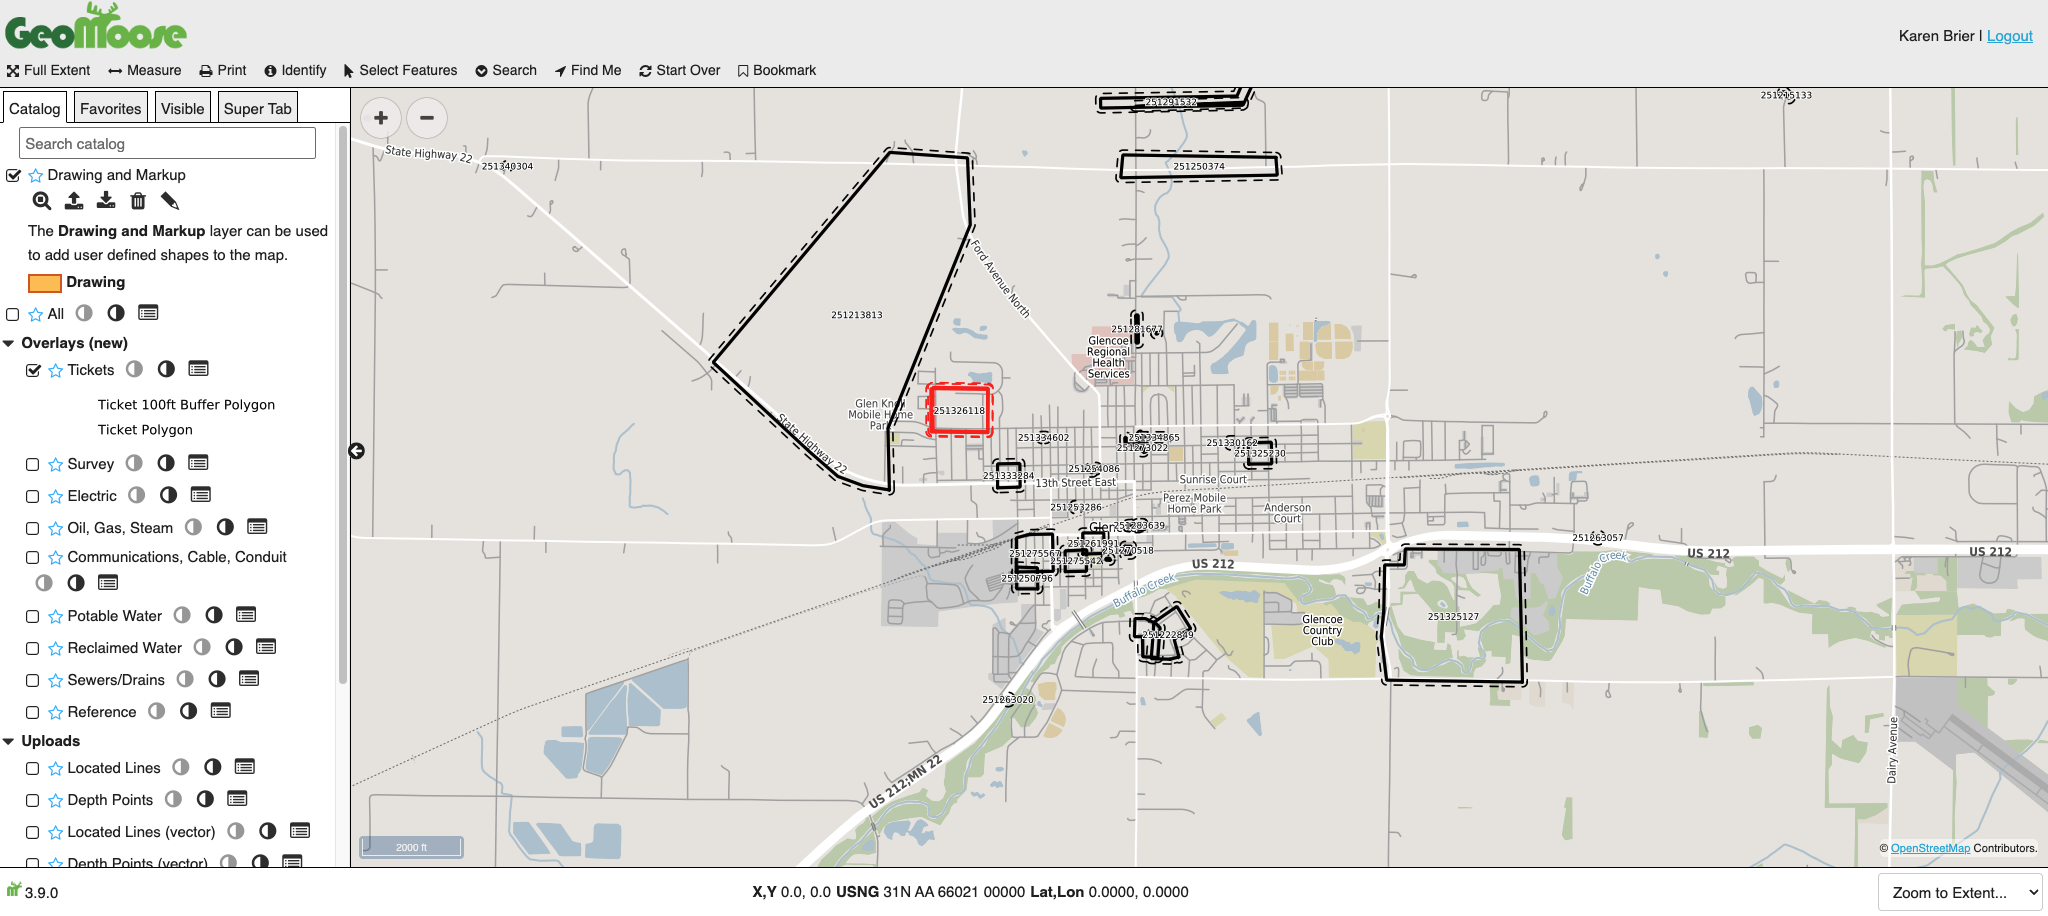 GeoMoose
Karen Brier | Logout
Full Extent Measure Print Identify Select Features Search Find Me Start Over Bookmark
Catalog Favorites Visible Super Tab
Search catalog
Drawing and Markup
The Drawing and Markup layer can be used
to add user defined shapes to the map.
Drawing
All
Overlays (new)
Tickets
Ticket 100ft Buffer Polygon
Ticket Polygon
Survey
Electric
Oil, Gas, Steam
Communications, Cable, Conduit
Potable Water
Reclaimed Water
Sewers/Drains
Reference
Uploads
Located Lines
Depth Points
Located Lines (vector)
Depth Points (vector)
+ −
251291532
251215133
State Highway 22
251340304
251250374
Ford Avenue North
251213813
251281677
Glencoe
Regional
Health
Services
Glen Knoll
Mobile Home
Park
251326118
State Highway 22
251334602
251334865
251273022
251330162
251325230
251254086
251333284
13th Street East
Sunrise Court
Perez Mobile
Home Park
Anderson
Court
251253286
251283639
251261991
251275567
251270518
251275542
251250796
251263057
US 212
US 212
US 212
Buffalo Creek
Buffalo Creek
251222849
Glencoe
Country
Club
251325127
251263020
US 212;MN 22
Dairy Avenue
2000 ft
© OpenStreetMap Contributors.
3.9.0
X,Y 0.0, 0.0 USNG 31N AA 66021 00000 Lat,Lon 0.0000, 0.0000
Zoom to Extent...